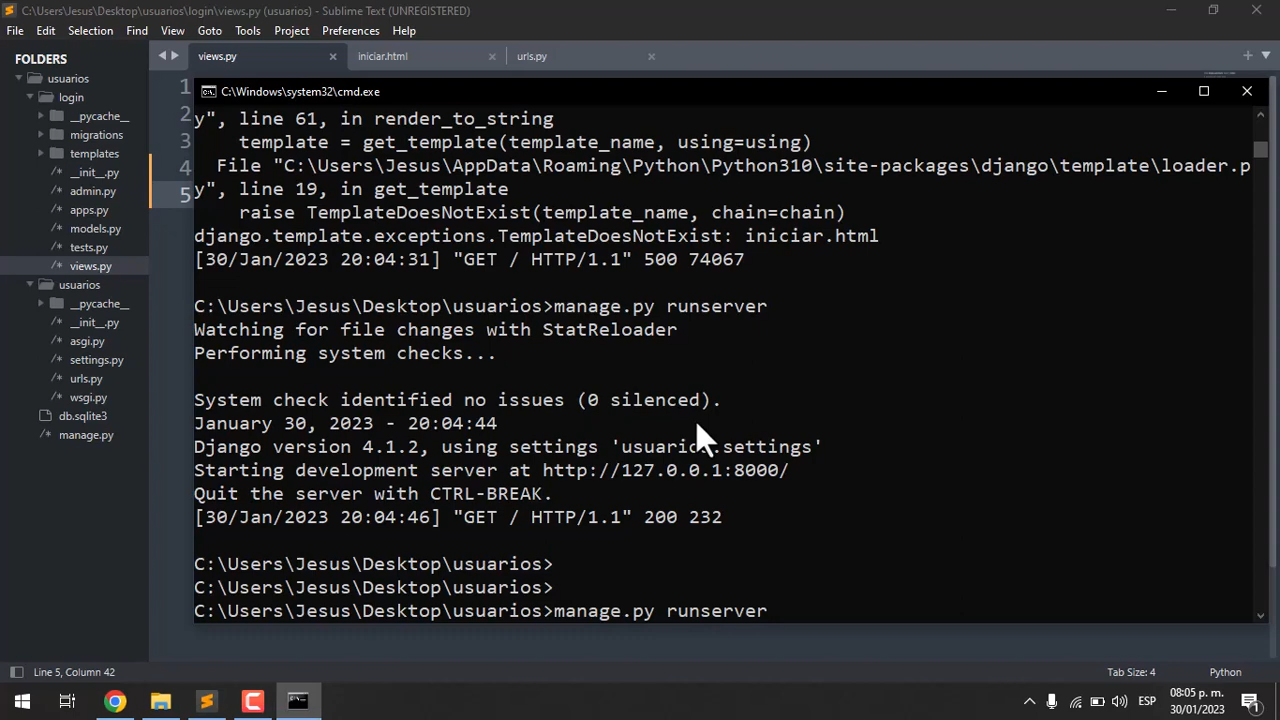 C:\Users\Jesus\Desktop\usuarios\login\views.py (usuarios) - Sublime Text (UNREGISTERED)
File Edit Selection Find View Goto Tools Project Preferences Help
FOLDERS
usuarios
login
__pycache__
migrations
templates
/* __init__.py
/* admin.py
/* apps.py
/* models.py
/* tests.py
/* views.py
usuarios
__pycache__
/* __init__.py
/* asgi.py
/* settings.py
/* urls.py
/* wsgi.py
db.sqlite3
/* manage.py
views.py
iniciar.html
urls.py
1
2
3
4
5
C:\Windows\system32\cmd.exe
y", line 61, in render_to_string
template = get_template(template_name, using=using)
File "C:\Users\Jesus\AppData\Roaming\Python\Python310\site-packages\django\template\loader.p
y", line 19, in get_template
raise TemplateDoesNotExist(template_name, chain=chain)
django.template.exceptions.TemplateDoesNotExist: iniciar.html
[30/Jan/2023 20:04:31] "GET / HTTP/1.1" 500 74067
C:\Users\Jesus\Desktop\usuarios>manage.py runserver
Watching for file changes with StatReloader
Performing system checks...
System check identified no issues (0 silenced).
January 30, 2023 - 20:04:44
Django version 4.1.2, using settings 'usuarios.settings'
Starting development server at http://127.0.0.1:8000/
Quit the server with CTRL-BREAK.
[30/Jan/2023 20:04:46] "GET / HTTP/1.1" 200 232
C:\Users\Jesus\Desktop\usuarios>
C:\Users\Jesus\Desktop\usuarios>
C:\Users\Jesus\Desktop\usuarios>manage.py runserver
Line 5, Column 42
Tab Size: 4
Python
ESP
08:05 p. m.
30/01/2023
1